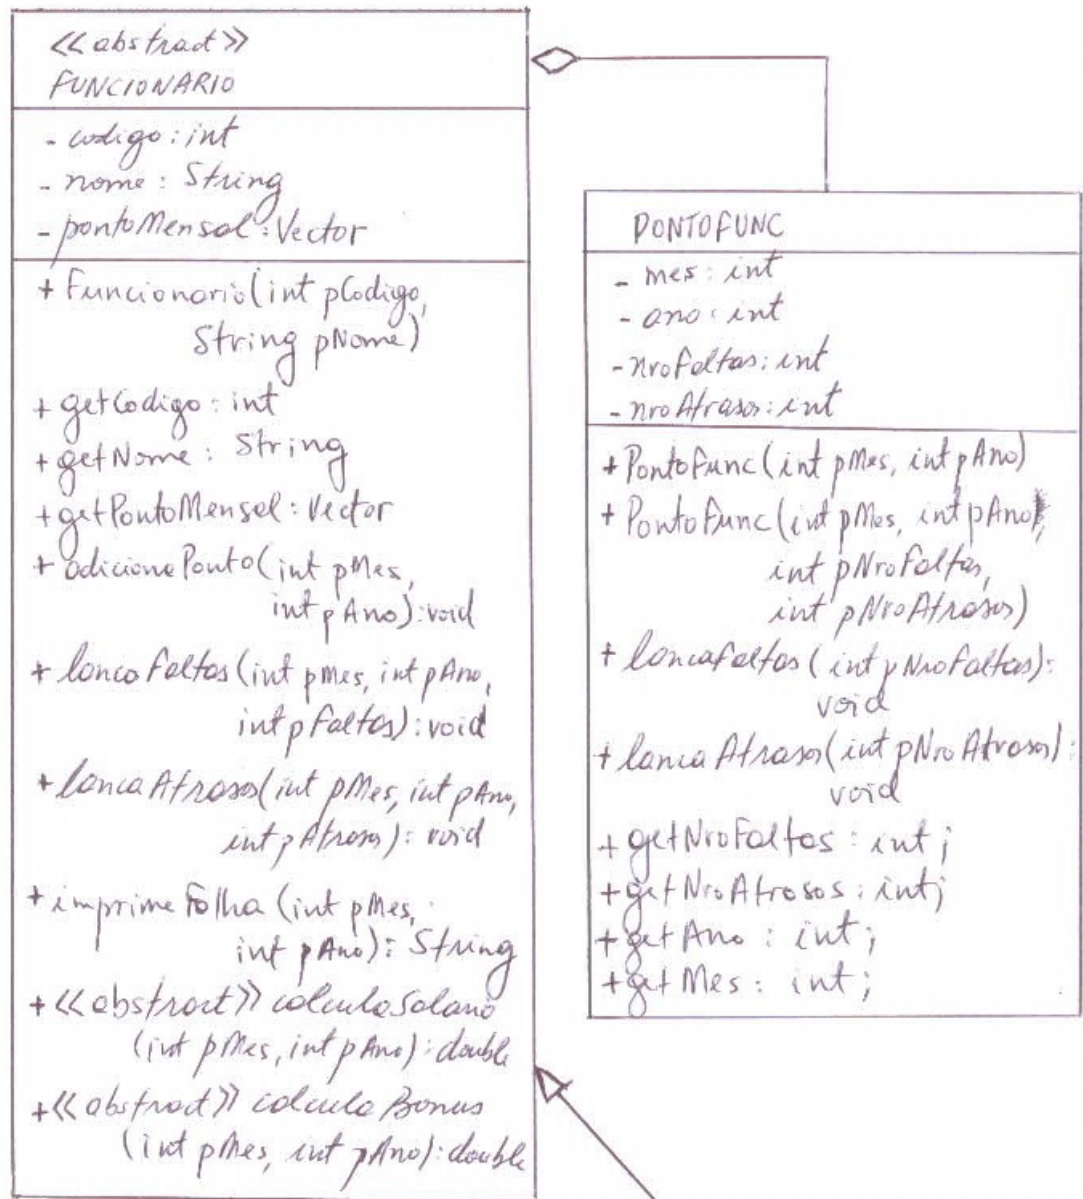 <<abstract>>
FUNCIONARIO
- codigo: int
- nome: String
- pontoMensal: Vector
+ Funcionario(int pCodigo,
String pNome)
+ getCodigo: int
+ getNome: String
+ getPontoMensal: Vector
+ adicionaPonto(int pMes,
int pAno): void
+ lancaFaltas(int pMes, int pAno,
int pFaltas): void
+ lancaAtrasos(int pMes, int pAno,
int pAtrasos): void
+ imprimeFolha (int pMes,
int pAno): String
+ <<abstract>> calculaSalario
(int pMes, int pAno): double
+ <<abstract>> calculaBonus
(int pMes, int pAno): double
PONTOFUNC
- mes: int
- ano: int
- nroFaltas: int
- nroAtrasos: int
+ PontoFunc(int pMes, int pAno)
+ PontoFunc(int pMes, int pAno,
int pNroFaltas,
int pNroAtrasos)
+ lancaFaltas (int pNroFaltas):
void
+ lancaAtrasos(int pNroAtrasos):
void
+ getNroFaltas: int;
+ getNroAtrasos: int;
+ getAno: int;
+ getMes: int;